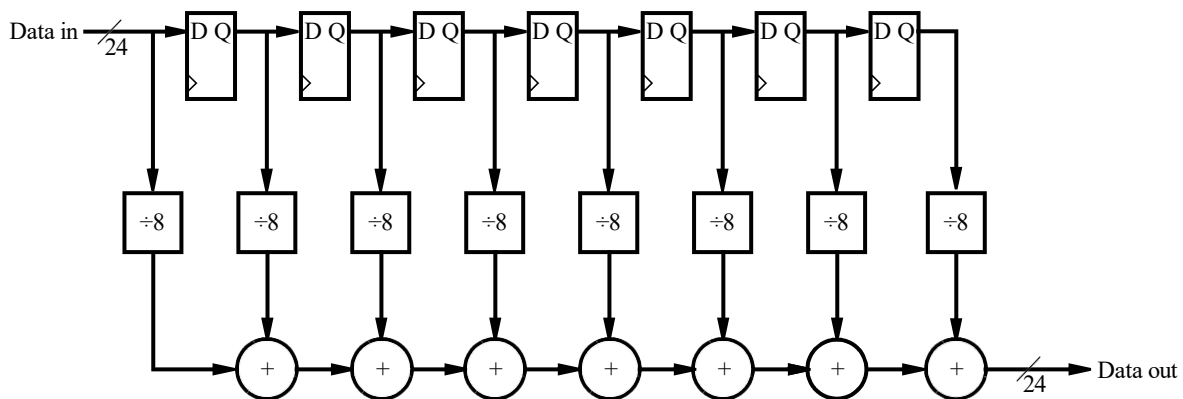 Data in
24
D Q D Q D Q D Q D Q D Q D Q
÷8 ÷8 ÷8 ÷8 ÷8 ÷8 ÷8 ÷8
+ + + + + + +
24
Data out